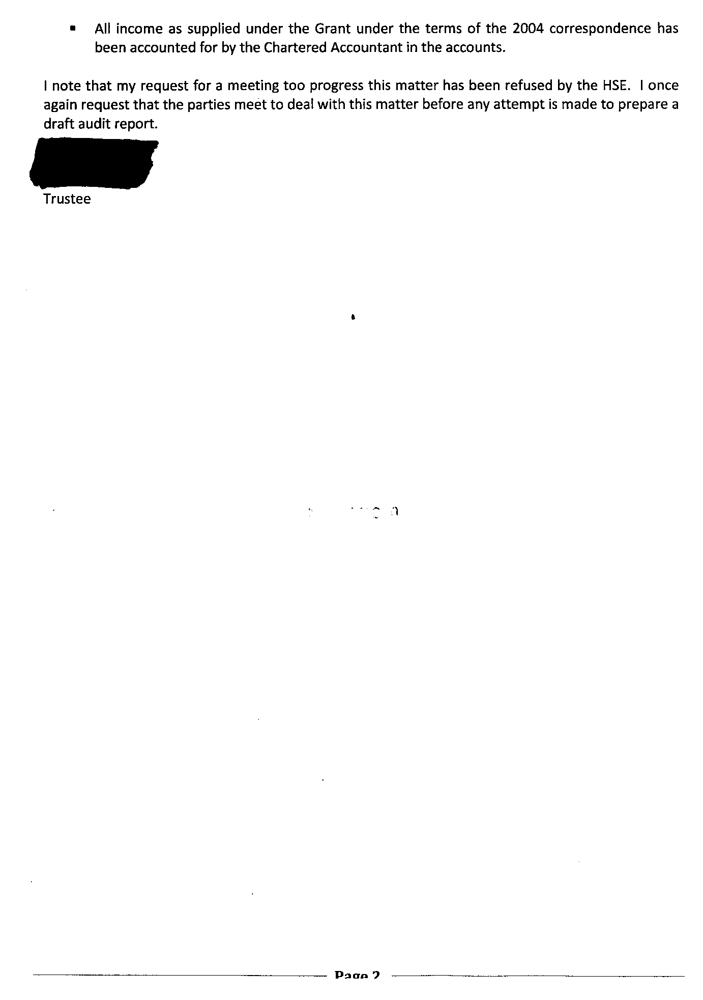 ▪ All income as supplied under the Grant under the terms of the 2004 correspondence has
been accounted for by the Chartered Accountant in the accounts.
I note that my request for a meeting too progress this matter has been refused by the HSE. I once
again request that the parties meet to deal with this matter before any attempt is made to prepare a
draft audit report.
Trustee
Page 2